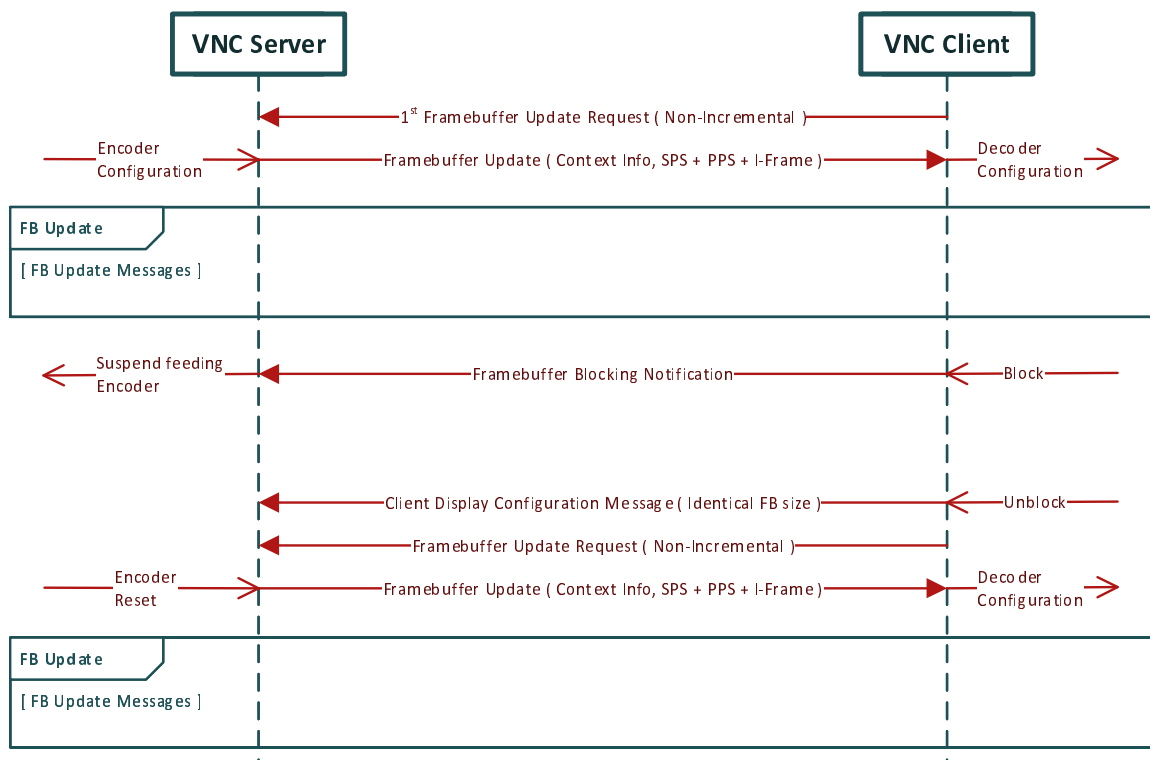 VNC Server
VNC Client
1st Framebuffer Update Request ( Non-Incremental )
Encoder
Configuration
Framebuffer Update ( Context Info, SPS + PPS + I-Frame )
Decoder
Configuration
FB Update
[ FB Update Messages ]
Suspend feeding
Encoder
Framebuffer Blocking Notification
Block
Client Display Configuration Message ( Identical FB size )
Unblock
Framebuffer Update Request ( Non-Incremental )
Encoder
Reset
Framebuffer Update ( Context Info, SPS + PPS + I-Frame )
Decoder
Configuration
FB Update
[ FB Update Messages ]